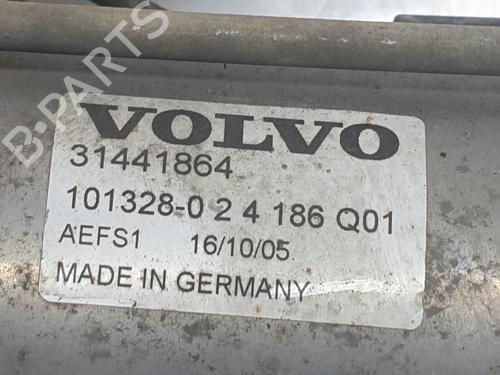 VOLVO
31441864
101328-0 2 4 186 Q01
AEFS1 16/10/05
MADE IN GERMANY
B-PARTS